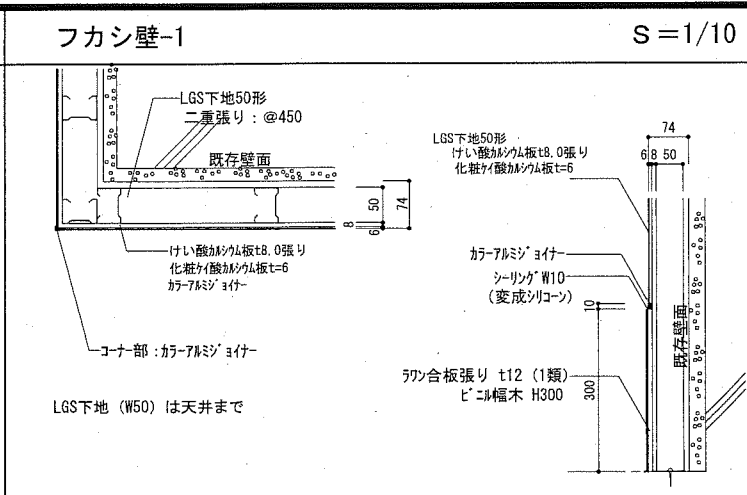 フカシ壁-1
S=1/10
LGS下地50形
二重張り：@450
既存壁面
50
74
8
6
けい酸ｶﾙｼｳﾑ板t8.0張り
化粧ｹｲ酸ｶﾙｼｳﾑ板t=6
ｶﾗｰｱﾙﾐｼﾞｮｲﾅｰ
ｺｰﾅｰ部：ｶﾗｰｱﾙﾐｼﾞｮｲﾅｰ
LGS下地（W50）は天井まで
74
6 8 50
LGS下地50形
けい酸ｶﾙｼｳﾑ板t8.0張り
化粧ｹｲ酸ｶﾙｼｳﾑ板t=6
ｶﾗｰｱﾙﾐｼﾞｮｲﾅｰ
ｼｰﾘﾝｸﾞW10
（変成ｼﾘｺｰﾝ）
10
既存壁面
ﾗﾜﾝ合板張り t12（1類）
ﾋﾞﾆﾙ幅木 H300
300